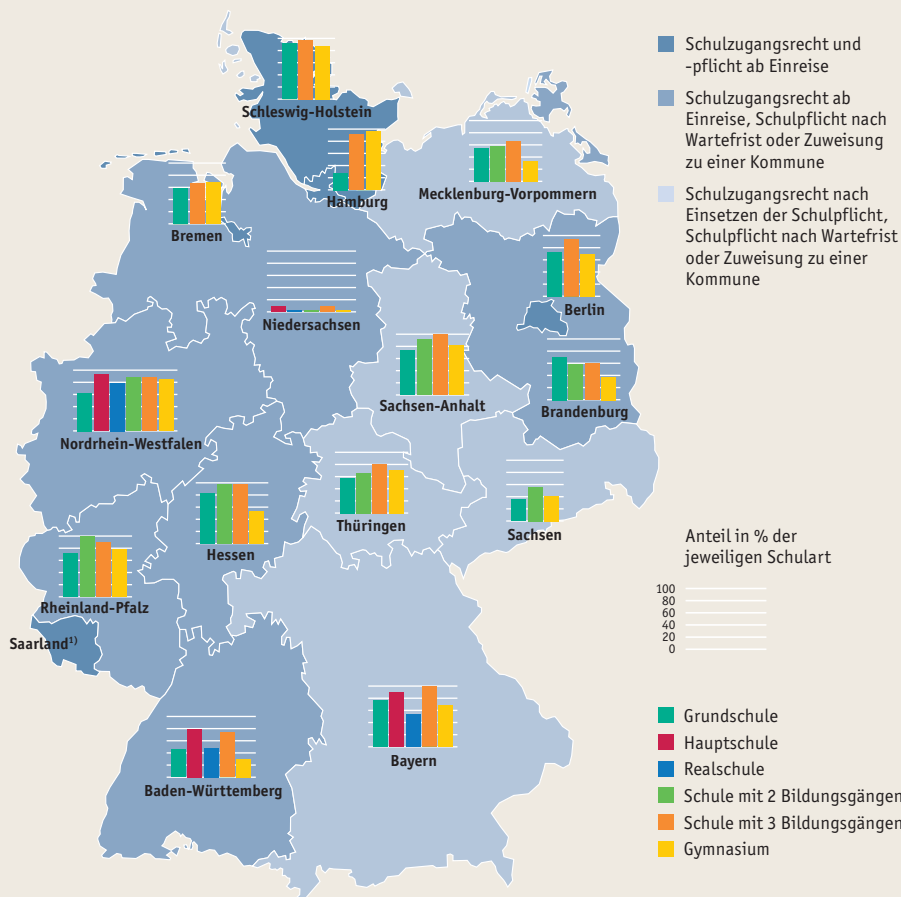 Schulzugangsrecht und
-pflicht ab Einreise
Schulzugangsrecht ab
Einreise, Schulpflicht nach
Wartefrist oder Zuweisung
zu einer Kommune
Schulzugangsrecht nach
Einsetzen der Schulpflicht,
Schulpflicht nach Wartefrist
oder Zuweisung zu einer
Kommune
Schleswig-Holstein
Hamburg
Mecklenburg-Vorpommern
Bremen
Niedersachsen
Berlin
Sachsen-Anhalt
Brandenburg
Nordrhein-Westfalen
Hessen
Thüringen
Sachsen
Rheinland-Pfalz
Saarland¹⁾
Baden-Württemberg
Bayern
Anteil in % der
jeweiligen Schulart
100
80
60
40
20
0
Grundschule
Hauptschule
Realschule
Schule mit 2 Bildungsgängen
Schule mit 3 Bildungsgängen
Gymnasium